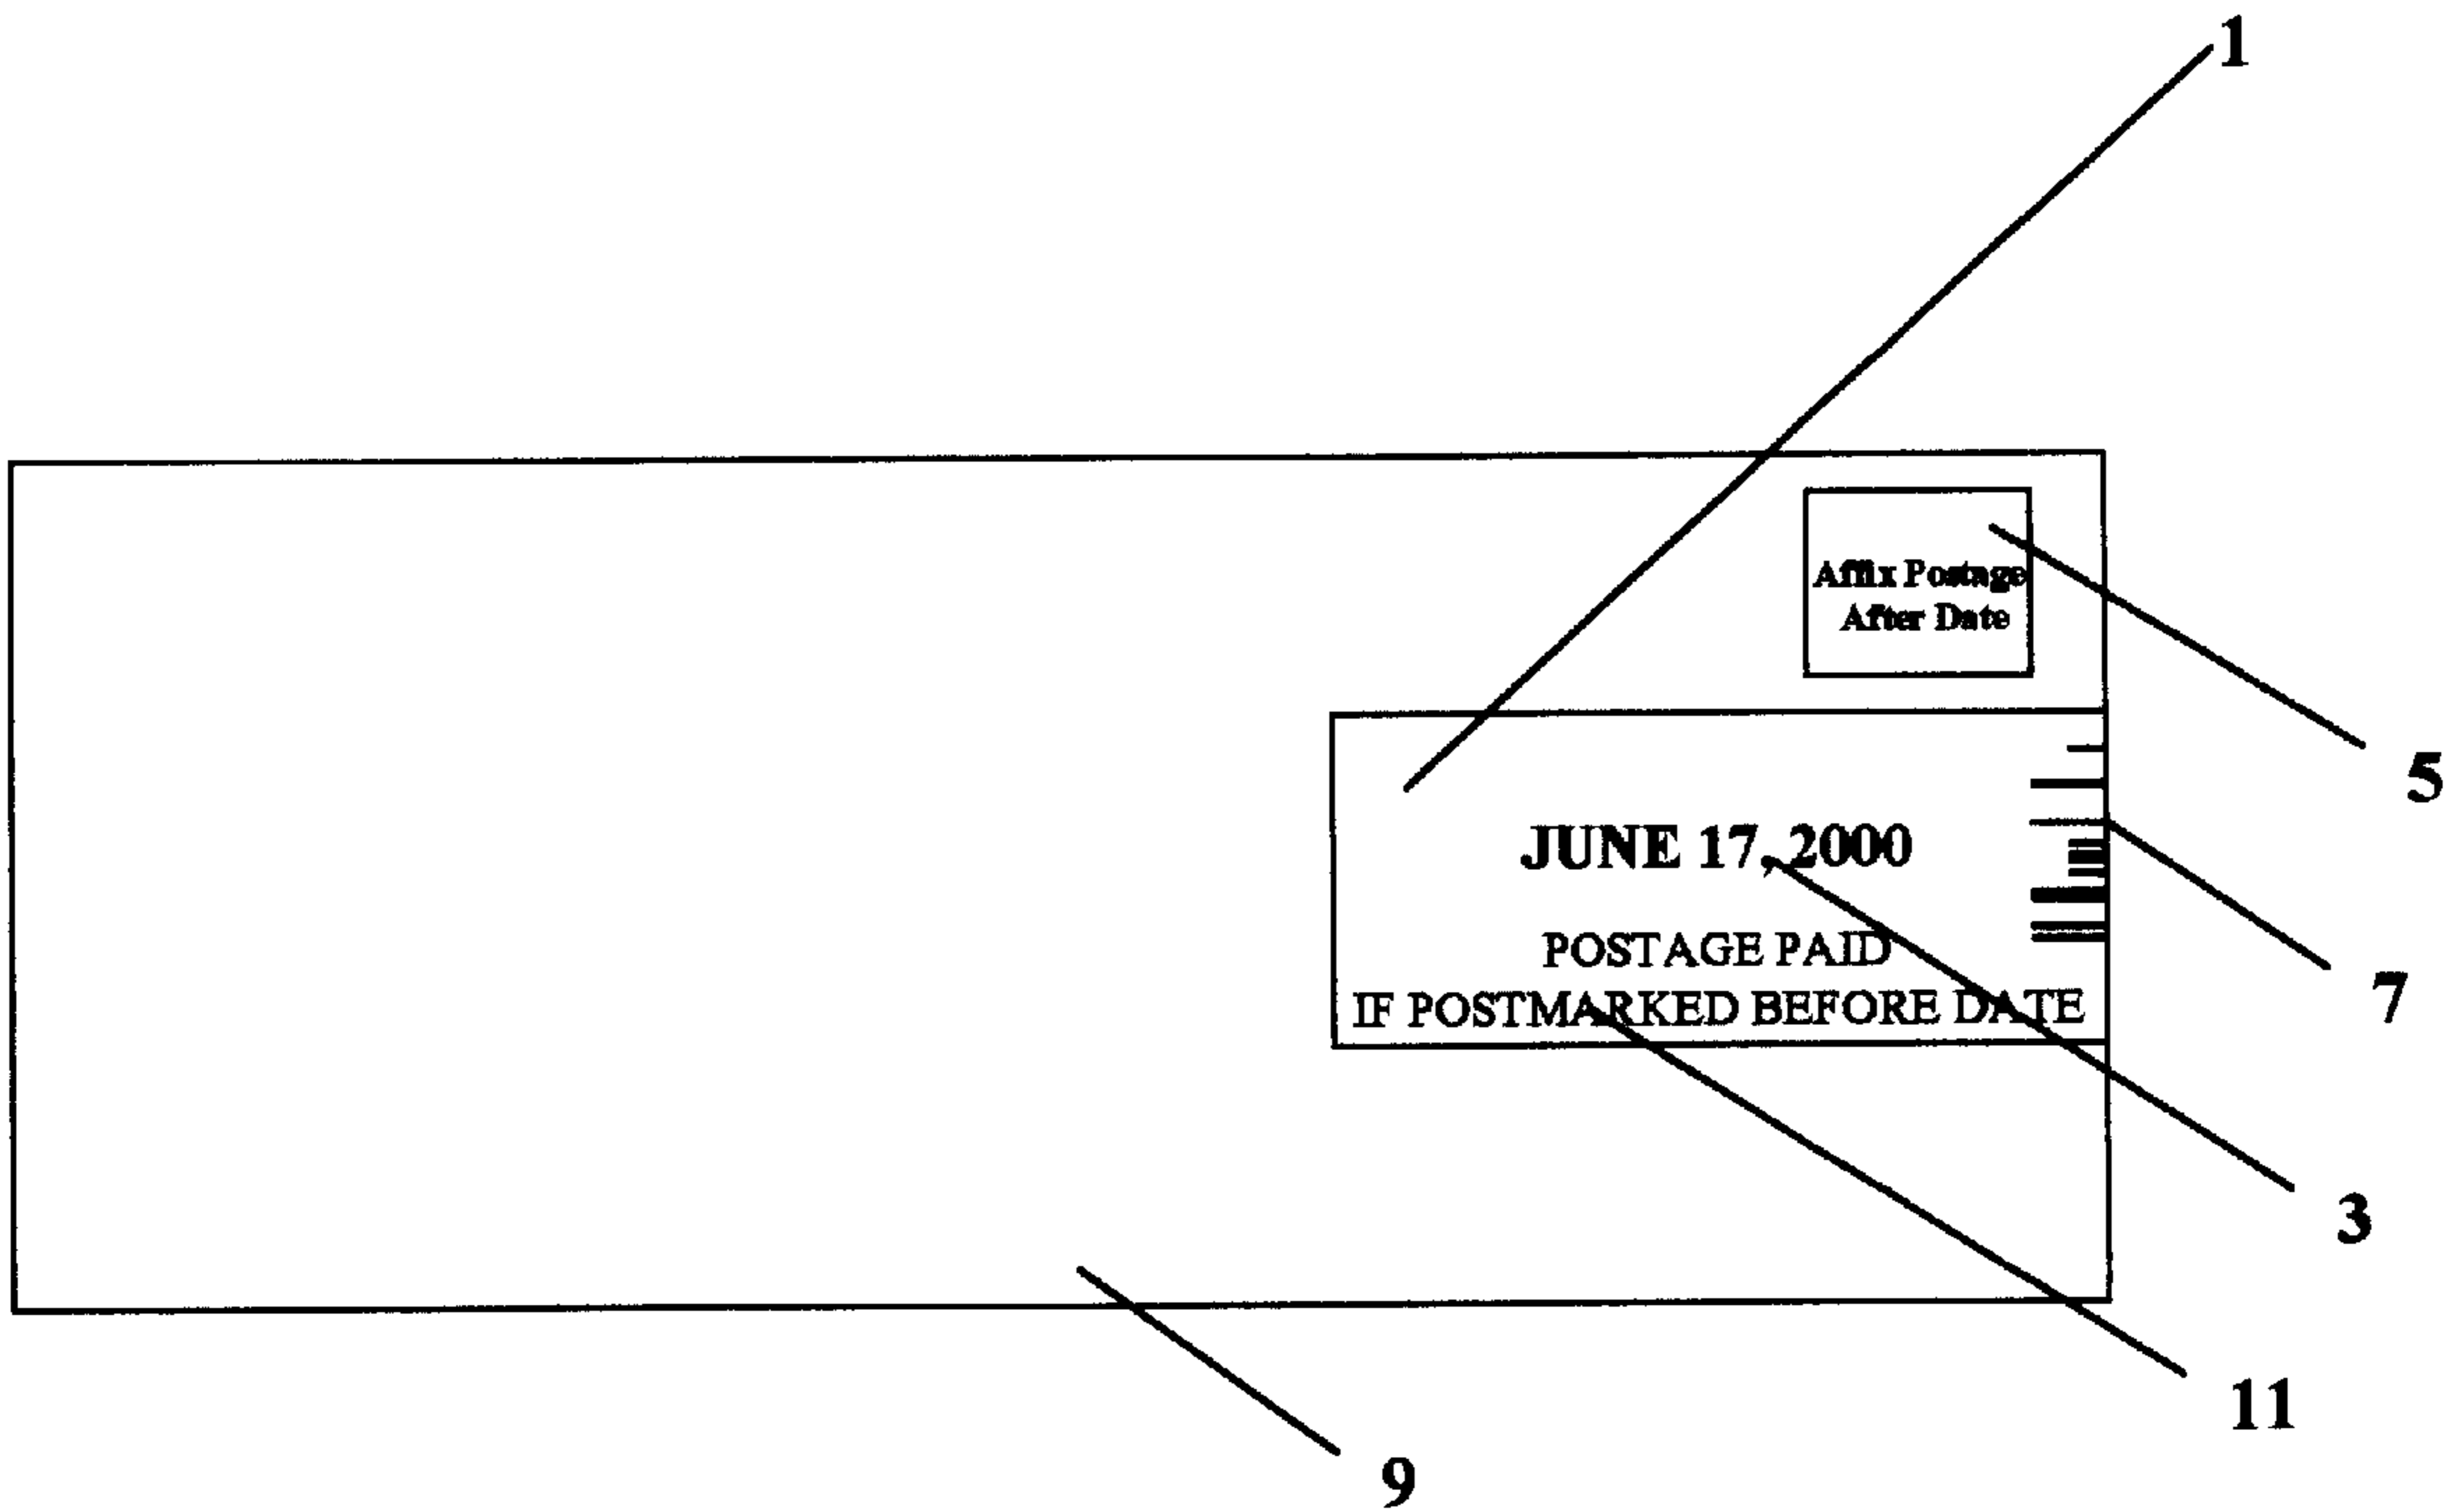 1
Affix Postage
After Date
5
JUNE 17, 2000
7
POSTAGE PAID
IF POSTMARKED BEFORE DATE
3
11
9